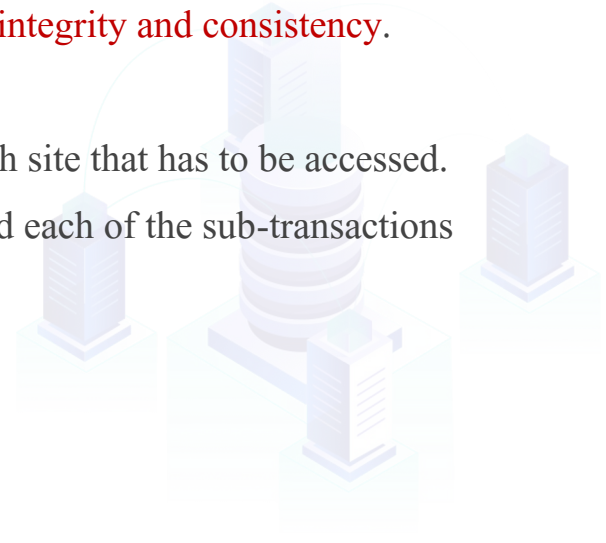 integrity and consistency.
h site that has to be accessed.
d each of the sub-transactions